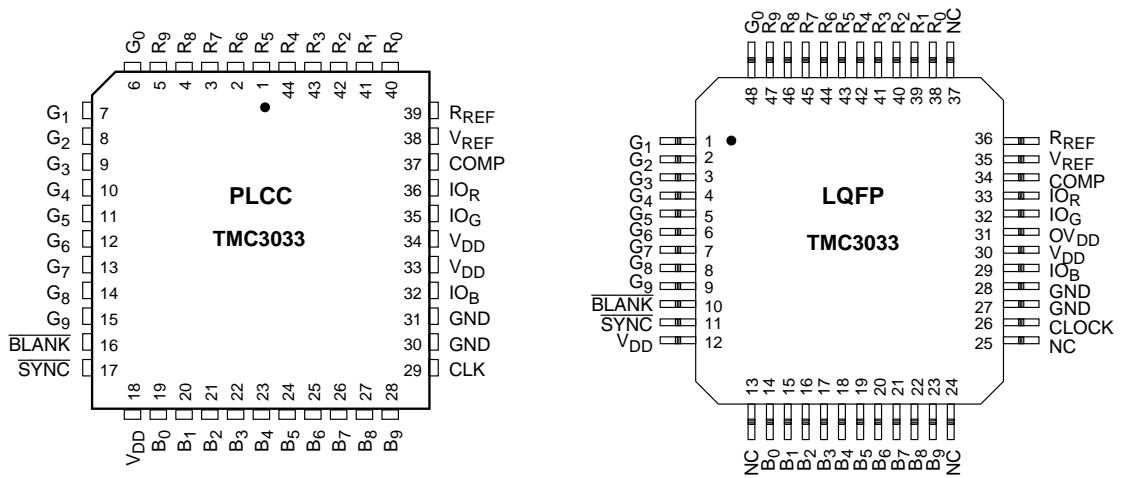 G0 R9 R8 R7 R6 R5 R4 R3 R2 R1 R0
6 5 4 3 2 1 44 43 42 41 40
G1 7 39 RREF
G2 8 38 VREF
G3 9 37 COMP
G4 10 36 IOR
G5 11 35 IOG
G6 12 34 VDD
G7 13 33 VDD
G8 14 32 IOB
G9 15 31 GND
BLANK 16 30 GND
SYNC 17 29 CLK
PLCC
TMC3033
18 19 20 21 22 23 24 25 26 27 28
VDD B0 B1 B2 B3 B4 B5 B6 B7 B8 B9
G0 R9 R8 R7 R6 R5 R4 R3 R2 R1 R0 NC
48 47 46 45 44 43 42 41 40 39 38 37
G1 1 36 RREF
G2 2 35 VREF
G3 3 34 COMP
G4 4 33 IOR
G5 5 32 IOG
G6 6 31 OVDD
G7 7 30 VDD
G8 8 29 IOB
G9 9 28 GND
BLANK 10 27 GND
SYNC 11 26 CLOCK
VDD 12 25 NC
LQFP
TMC3033
13 14 15 16 17 18 19 20 21 22 23 24
NC B0 B1 B2 B3 B4 B5 B6 B7 B8 B9 NC